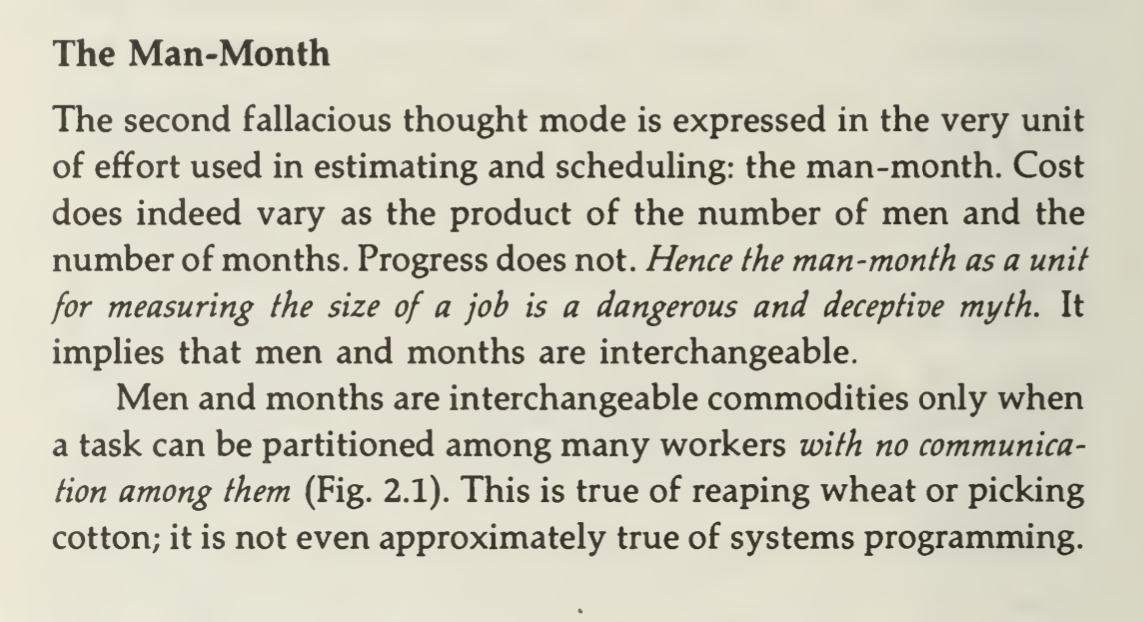 The Man-Month
The second fallacious thought mode is expressed in the very unit
of effort used in estimating and scheduling: the man-month. Cost
does indeed vary as the product of the number of men and the
number of months. Progress does not. Hence the man-month as a unit
for measuring the size of a job is a dangerous and deceptive myth. It
implies that men and months are interchangeable.
Men and months are interchangeable commodities only when
a task can be partitioned among many workers with no communica-
tion among them (Fig. 2.1). This is true of reaping wheat or picking
cotton; it is not even approximately true of systems programming.